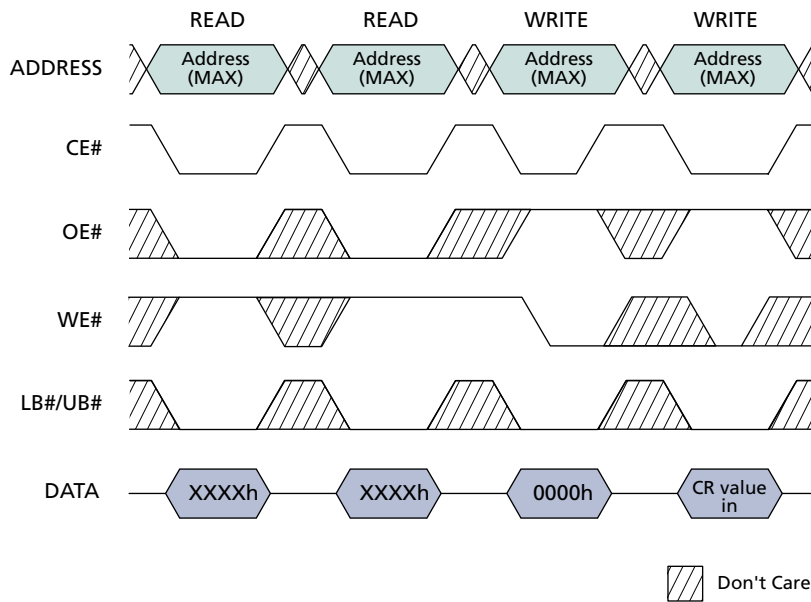 READ READ WRITE WRITE
ADDRESS Address (MAX) Address (MAX) Address (MAX) Address (MAX)
CE#
OE#
WE#
LB#/UB#
DATA XXXXh XXXXh 0000h CR value in
Don't Care